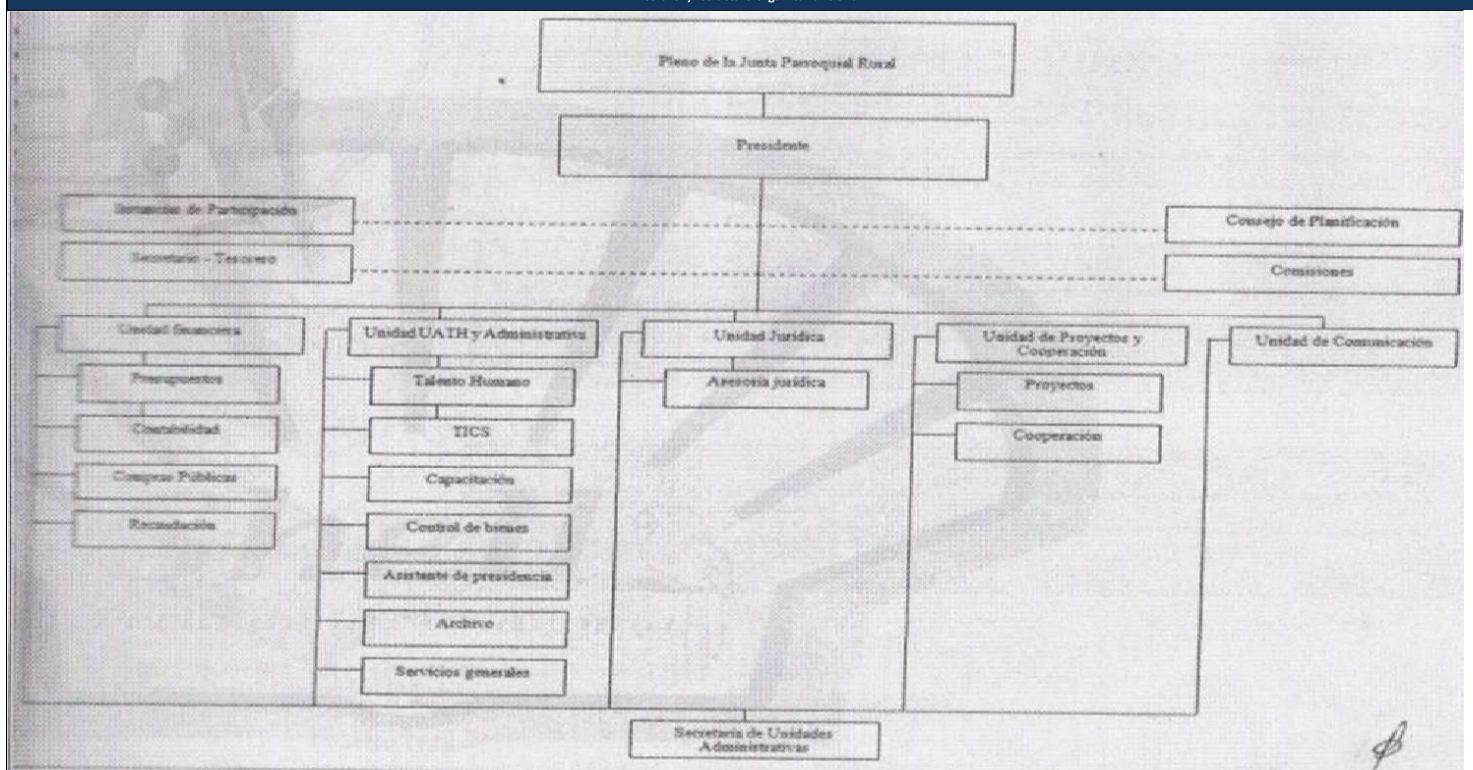 Pleno de la Junta Parroquial Rural
Presidente
Instancias de Participación
Consejo de Planificación
Secretario - Tesorero
Comisiones
Unidad financiera
Unidad UATH y Administrativa
Unidad Jurídica
Unidad de Proyectos y
Cooperación
Unidad de Comunicación
Presupuestos
Talento Humano
Asesoría jurídica
Proyectos
Contabilidad
TICS
Cooperación
Compras Públicas
Capacitación
Recaudación
Control de bienes
Asistente de presidencia
Archivo
Servicios generales
Secretaría de Unidades
Administrativas